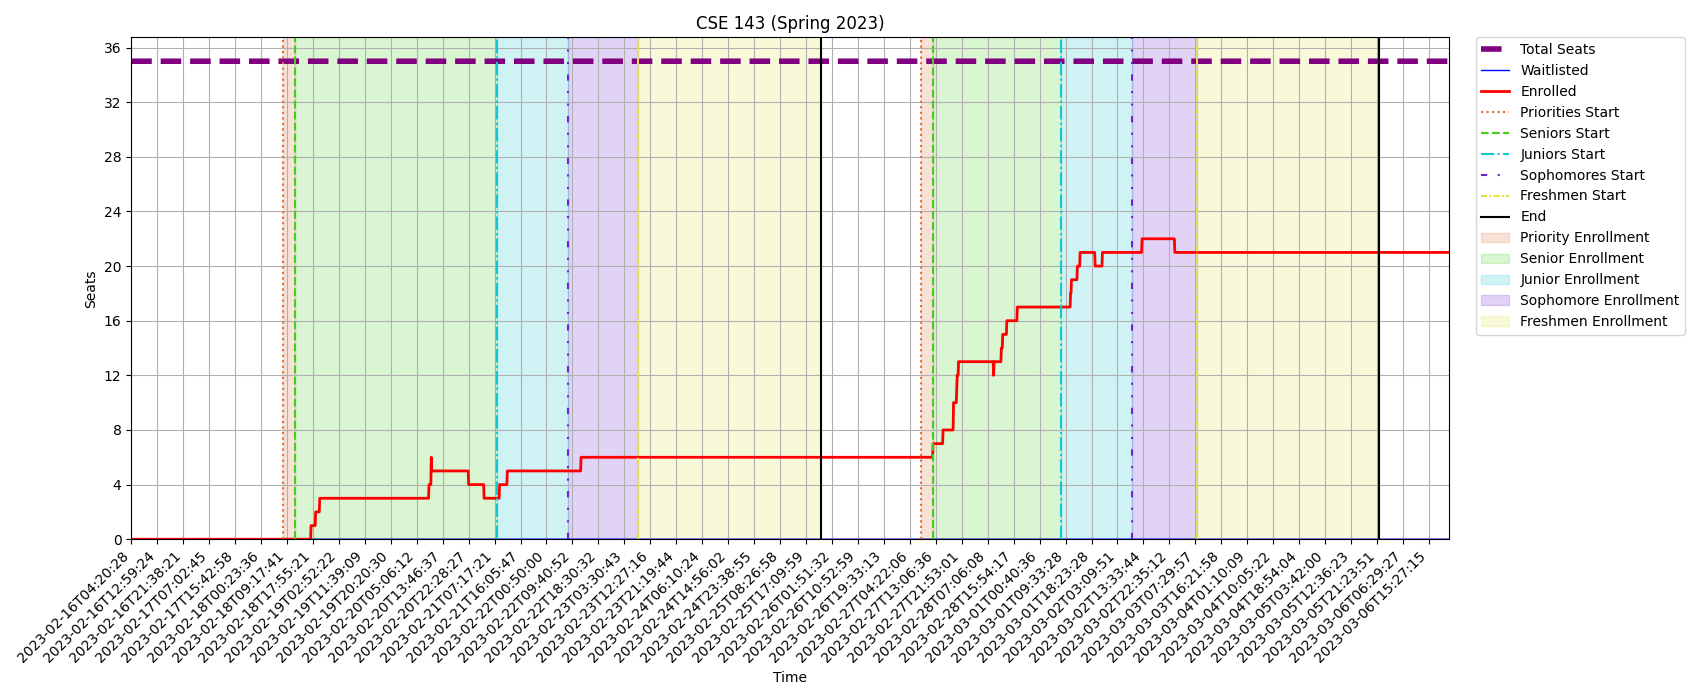 CSE 143 (Spring 2023)
36
32
28
24
20
16
12
8
4
0
Seats
2023-02-16T04:20:28
2023-02-16T12:59:24
2023-02-16T21:38:21
2023-02-17T07:02:45
2023-02-17T15:42:58
2023-02-18T00:23:36
2023-02-18T09:17:41
2023-02-18T17:55:21
2023-02-19T02:52:22
2023-02-19T11:39:09
2023-02-19T20:20:30
2023-02-20T05:06:12
2023-02-20T13:46:37
2023-02-20T22:28:27
2023-02-21T07:17:21
2023-02-21T16:05:47
2023-02-22T00:50:00
2023-02-22T09:40:52
2023-02-22T18:30:32
2023-02-23T03:30:43
2023-02-23T12:27:16
2023-02-23T21:19:44
2023-02-24T06:10:24
2023-02-24T14:56:02
2023-02-24T23:38:55
2023-02-25T08:26:58
2023-02-25T17:09:59
2023-02-26T01:51:32
2023-02-26T10:52:59
2023-02-26T19:33:13
2023-02-27T04:22:06
2023-02-27T13:06:36
2023-02-27T21:53:01
2023-02-28T07:06:08
2023-02-28T15:54:17
2023-03-01T00:40:36
2023-03-01T09:33:28
2023-03-01T18:23:28
2023-03-02T03:09:51
2023-03-02T13:33:44
2023-03-02T22:35:12
2023-03-03T07:29:57
2023-03-03T16:21:58
2023-03-04T01:10:09
2023-03-04T10:05:22
2023-03-04T18:54:04
2023-03-05T03:42:00
2023-03-05T12:36:23
2023-03-05T21:23:51
2023-03-06T06:29:27
2023-03-06T15:27:15
Time
Total Seats
Waitlisted
Enrolled
Priorities Start
Seniors Start
Juniors Start
Sophomores Start
Freshmen Start
End
Priority Enrollment
Senior Enrollment
Junior Enrollment
Sophomore Enrollment
Freshmen Enrollment